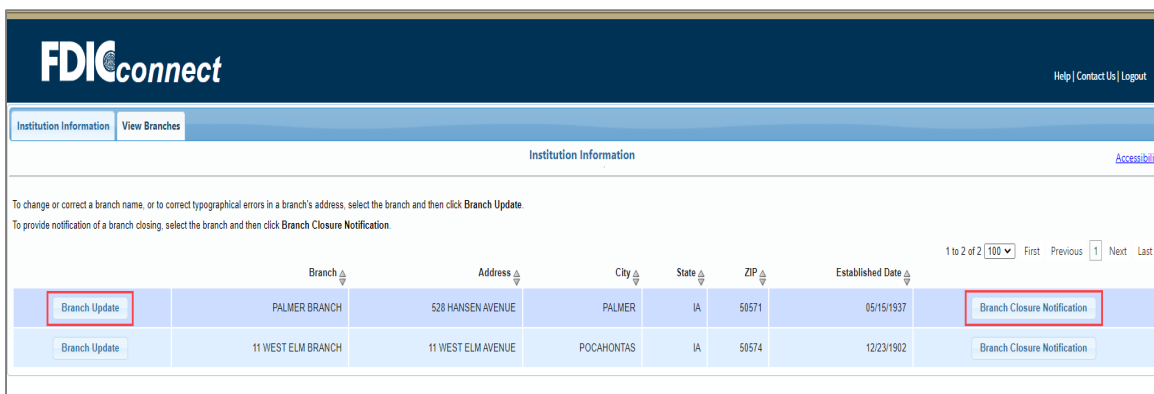 FDICconnect
Help | Contact Us | Logout
Institution Information View Branches
Institution Information
Accessibili
To change or correct a branch name, or to correct typographical errors in a branch's address, select the branch and then click Branch Update.
To provide notification of a branch closing, select the branch and then click Branch Closure Notification.
1 to 2 of 2 100 First Previous 1 Next Last
Branch Address City State ZIP Established Date
Branch Update PALMER BRANCH 528 HANSEN AVENUE PALMER IA 50571 05/15/1937 Branch Closure Notification
Branch Update 11 WEST ELM BRANCH 11 WEST ELM AVENUE POCAHONTAS IA 50574 12/23/1902 Branch Closure Notification